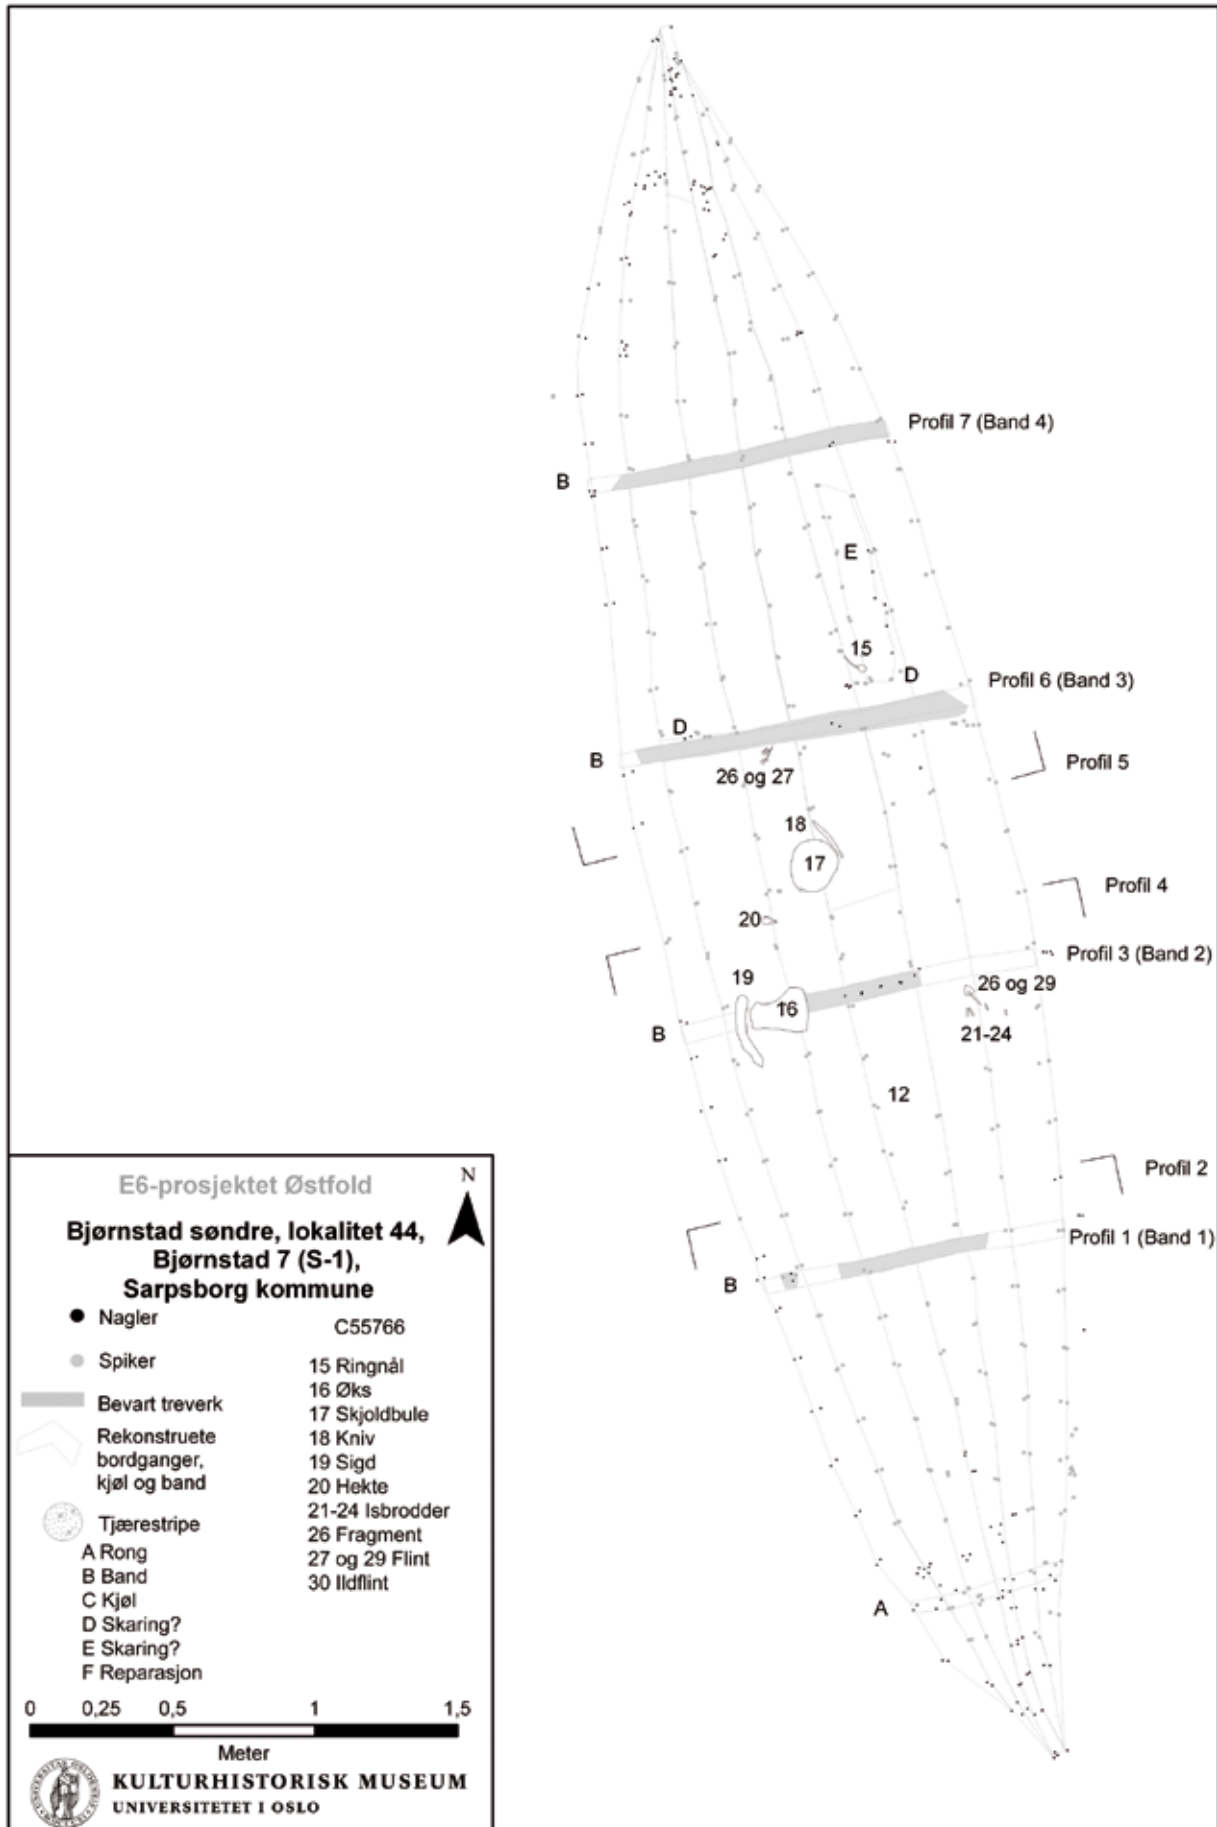 Profil 7 (Band 4)
B
E
15
D
Profil 6 (Band 3)
D
B
26 og 27
Profil 5
18
17
Profil 4
20
Profil 3 (Band 2)
19
26 og 29
16
B
21-24
12
Profil 2
Profil 1 (Band 1)
B
A
E6-prosjektet Østfold
N
Bjørnstad søndre, lokalitet 44,
Bjørnstad 7 (S-1),
Sarpsborg kommune
Nagler
Spiker
Bevart treverk
Rekonstruete
bordganger,
kjøl og band
Tjærestripe
A Rong
B Band
C Kjøl
D Skaring?
E Skaring?
F Reparasjon
C55766
15 Ringnål
16 Øks
17 Skjoldbule
18 Kniv
19 Sigd
20 Hekte
21-24 Isbrodder
26 Fragment
27 og 29 Flint
30 Ildflint
0 0,25 0,5 1 1,5
Meter
KULTURHISTORISK MUSEUM
UNIVERSITETET I OSLO